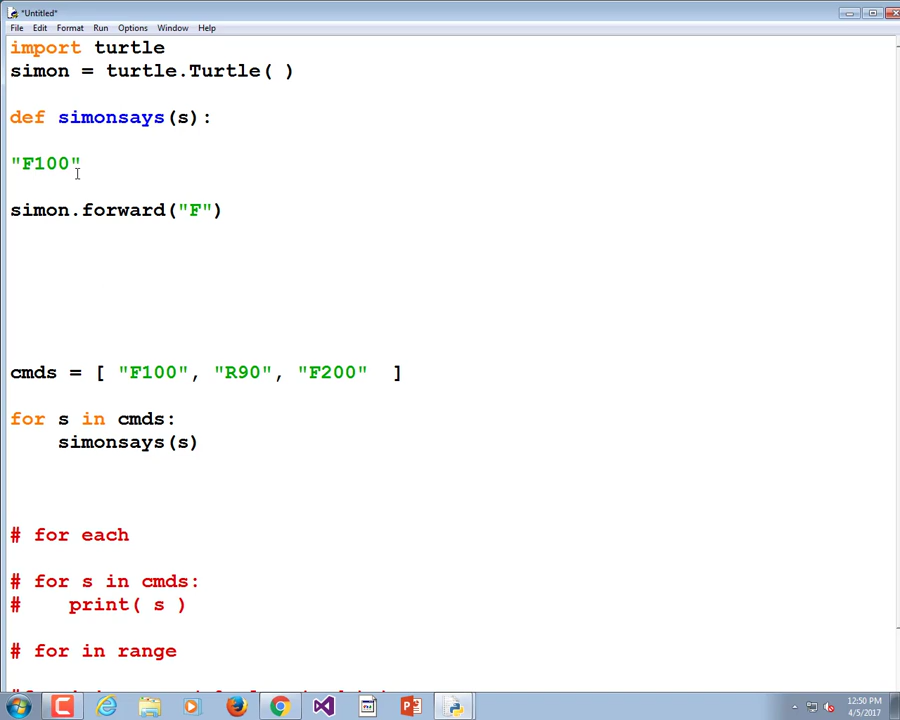 *Untitled*
File Edit Format Run Options Window Help
import turtle
simon = turtle.Turtle( )
def simonsays(s):
"F100"
simon.forward("F")
cmds = [ "F100", "R90", "F200"  ]
for s in cmds:
    simonsays(s)
# for each
# for s in cmds:
#    print( s )
# for in range
12:50 PM
4/5/2017